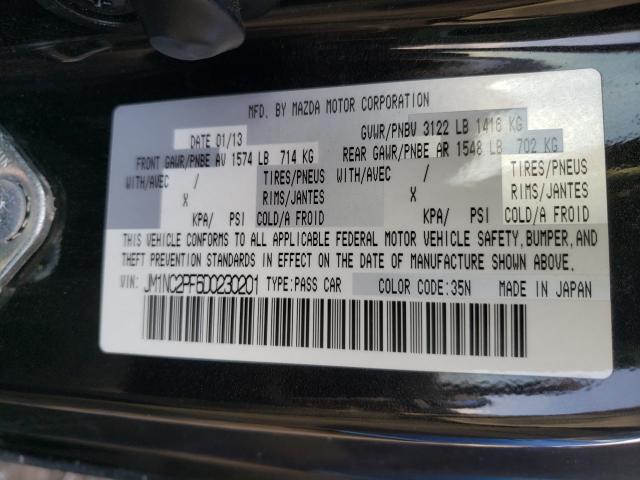 MFD. BY MAZDA MOTOR CORPORATION
DATE 01/13 GVWR/PNBV 3122 LB 1416 KG
FRONT GAWR/PNBE AV 1574 LB 714 KG REAR GAWR/PNBE AR 1548 LB 702 KG
WITH/AVEC / TIRES/PNEUS WITH/AVEC / TIRES/PNEUS
X RIMS/JANTES X RIMS/JANTES
KPA/ PSI COLD/A FROID KPA/ PSI COLD/A FROID
THIS VEHICLE CONFORMS TO ALL APPLICABLE FEDERAL MOTOR VEHICLE SAFETY, BUMPER, AND
THEFT PREVENTION STANDARDS IN EFFECT ON THE DATE OF MANUFACTURE SHOWN ABOVE.
VIN: JM1NC2PF6D0230201 TYPE:PASS CAR COLOR CODE:35N MADE IN JAPAN